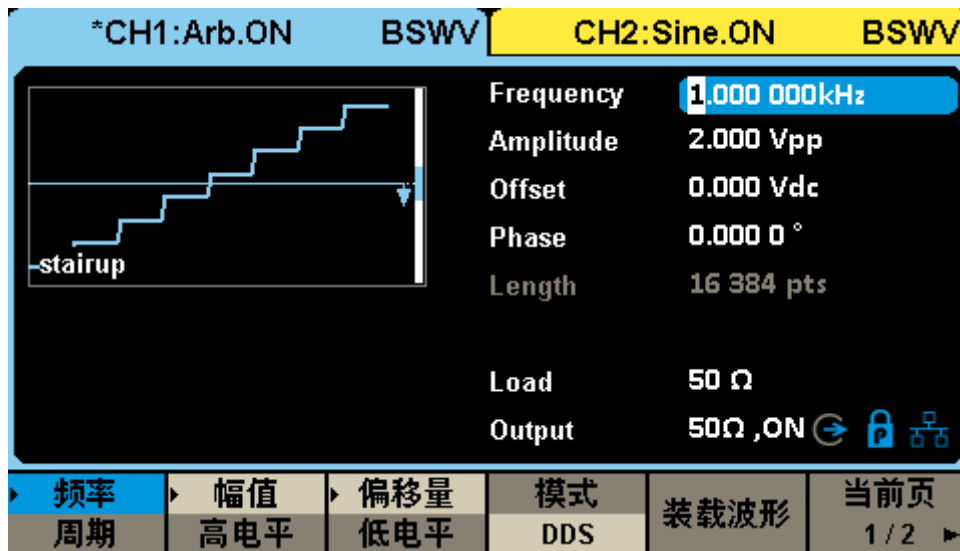 *CH1:Arb.ON BSWV CH2:Sine.ON BSWV
stairup
Frequency 1.000 000kHz
Amplitude 2.000 Vpp
Offset 0.000 Vdc
Phase 0.000 0 °
Length 16 384 pts
Load 50 Ω
Output 50Ω ,ON P
频率 幅值 偏移量 模式 装载波形 当前页
周期 高电平 低电平 DDS 1/2